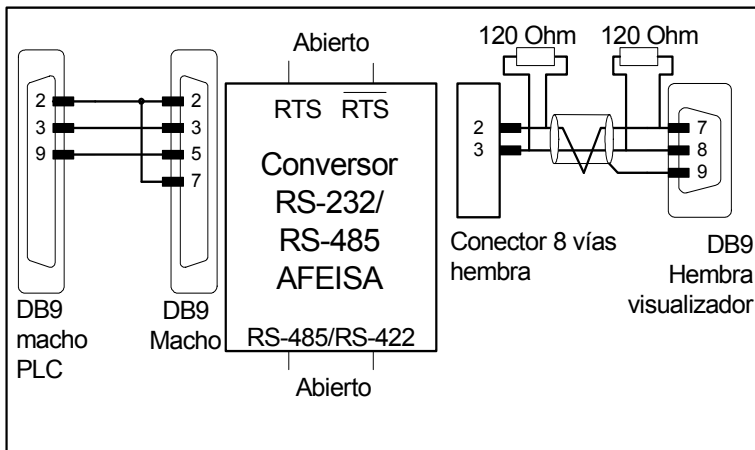 Abierto
120 Ohm
120 Ohm
2
3
9
2
3
5
7
RTS
RTS
Conversor
RS-232/
RS-485
AFEISA
RS-485/RS-422
Abierto
DB9
macho
PLC
DB9
Macho
2
3
7
8
9
Conector 8 vías
hembra
DB9
Hembra
visualizador